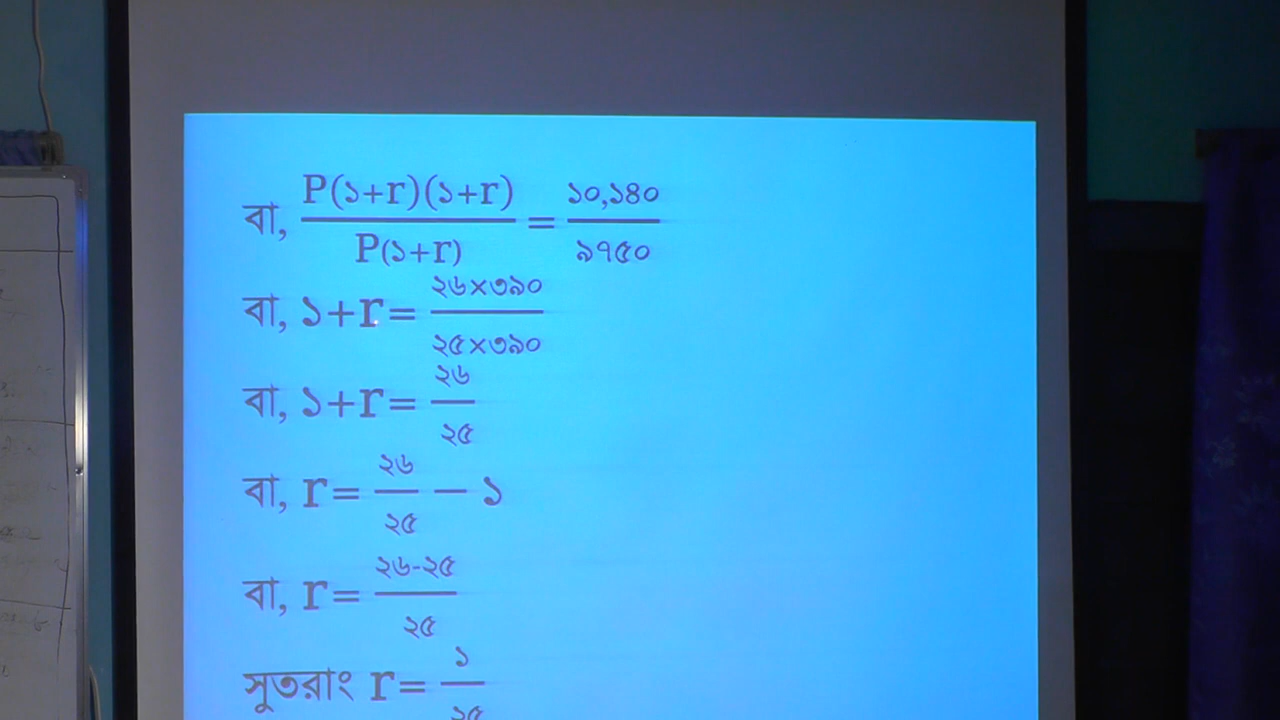 বা, P(১+r)(১+r) / P(১+r) = ১০,১৪০ / ৯৭৫০
বা, ১+r= ২৬×৩৯০ / ২৫×৩৯০
বা, ১+r= ২৬ / ২৫
বা, r= ২৬ / ২৫ − ১
বা, r= ২৬-২৫ / ২৫
সুতরাং r= ১ / ২৫